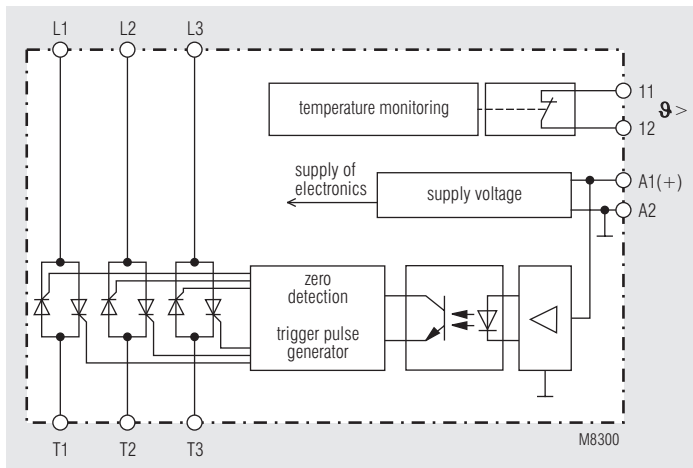 L1 L2 L3
temperature monitoring
11
12
ϑ >
supply of
electronics
supply voltage
A1(+)
A2
zero
detection
trigger pulse
generator
T1 T2 T3
M8300